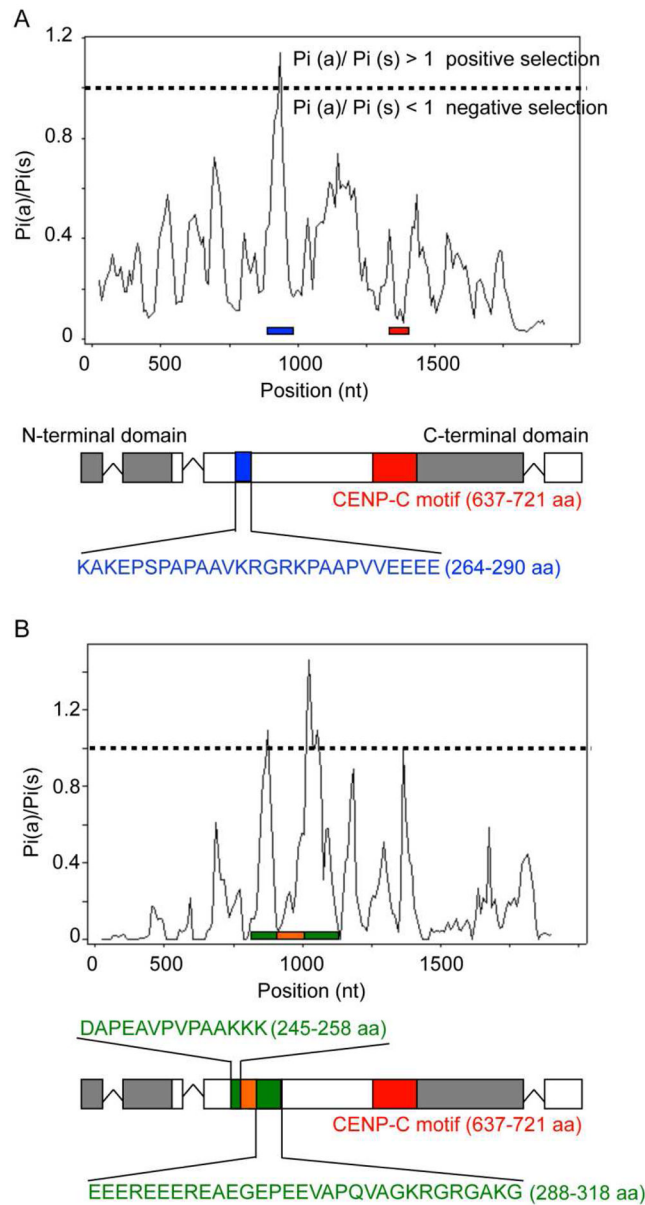 A
1.2
Pi (a)/ Pi (s) > 1 positive selection
Pi (a)/ Pi (s) < 1 negative selection
0.8
0.4
0
Pi(a)/Pi(s)
0 500 1000 1500
Position (nt)
N-terminal domain C-terminal domain
CENP-C motif (637-721 aa)
KAKEPSPAPAAVKRGRKPAAPVVEEEE (264-290 aa)
B
1.2
0.8
0.4
0
Pi(a)/Pi(s)
0 500 1000 1500
Position (nt)
DAPEAVPVPAAKKK (245-258 aa)
CENP-C motif (637-721 aa)
EEEREEEREAEGEPEEVAPQVAGKRGRGAKG (288-318 aa)